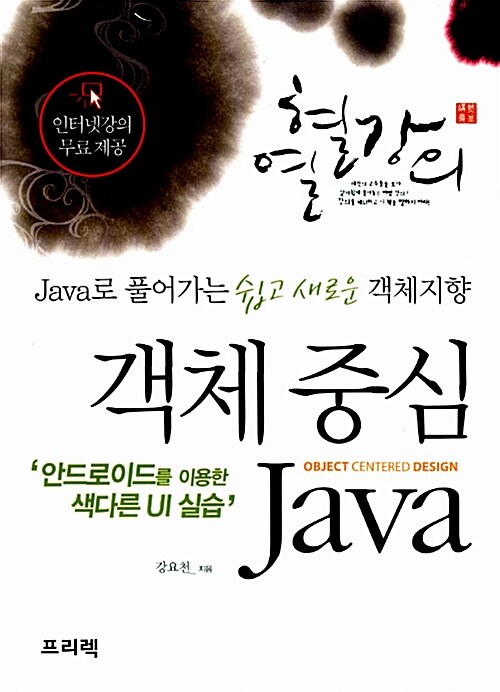 인터넷강의
무료 제공
열혈강의
Java로 풀어가는 쉽고 새로운 객체지향
객체 중심
OBJECT CENTERED DESIGN
Java
‘안드로이드를 이용한
색다른 UI 실습’
강요천_ 지음
프리렉